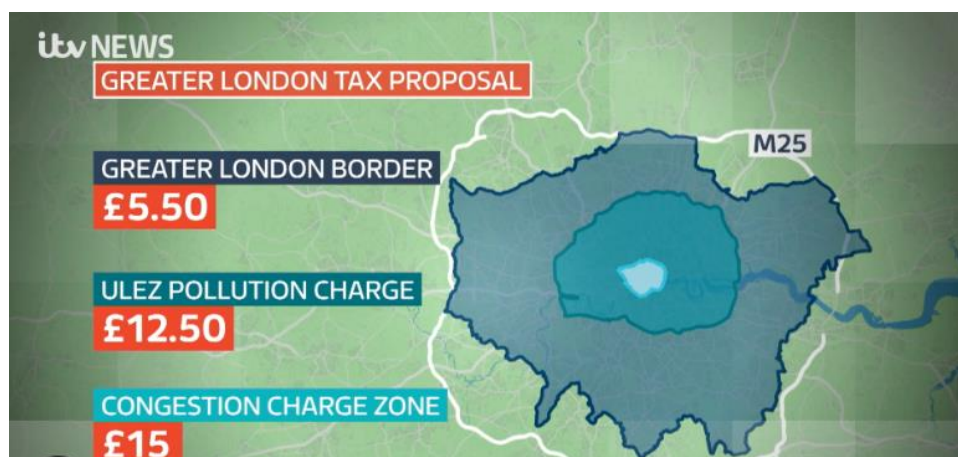 itv NEWS
GREATER LONDON TAX PROPOSAL
M25
GREATER LONDON BORDER
£5.50
ULEZ POLLUTION CHARGE
£12.50
CONGESTION CHARGE ZONE
£15